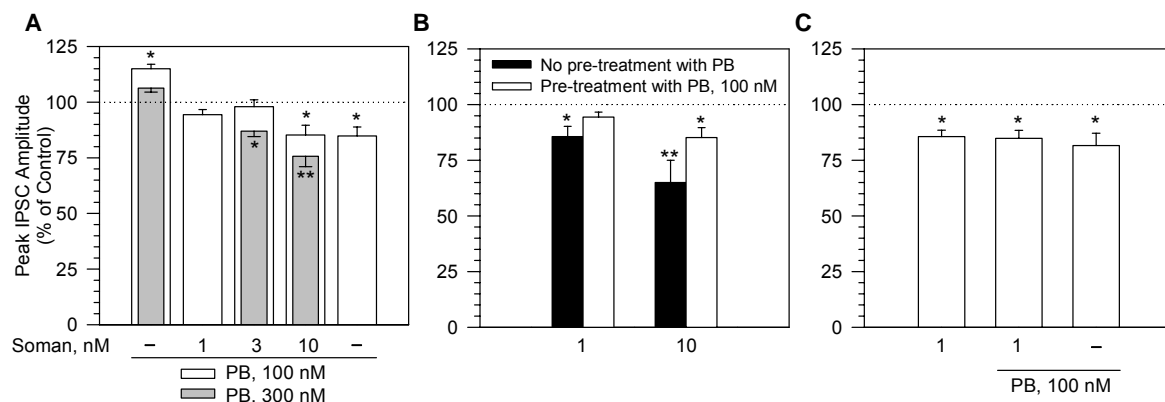 A
B
C
Peak IPSC Amplitude
(% of Control)
125
100
75
50
25
0
* * ** * *
Soman, nM – 1 3 10 –
PB, 100 nM
PB, 300 nM
125
100
75
50
25
0
No pre-treatment with PB
Pre-treatment with PB, 100 nM
* ** *
1 10
125
100
75
50
25
0
* * *
1 1 –
PB, 100 nM